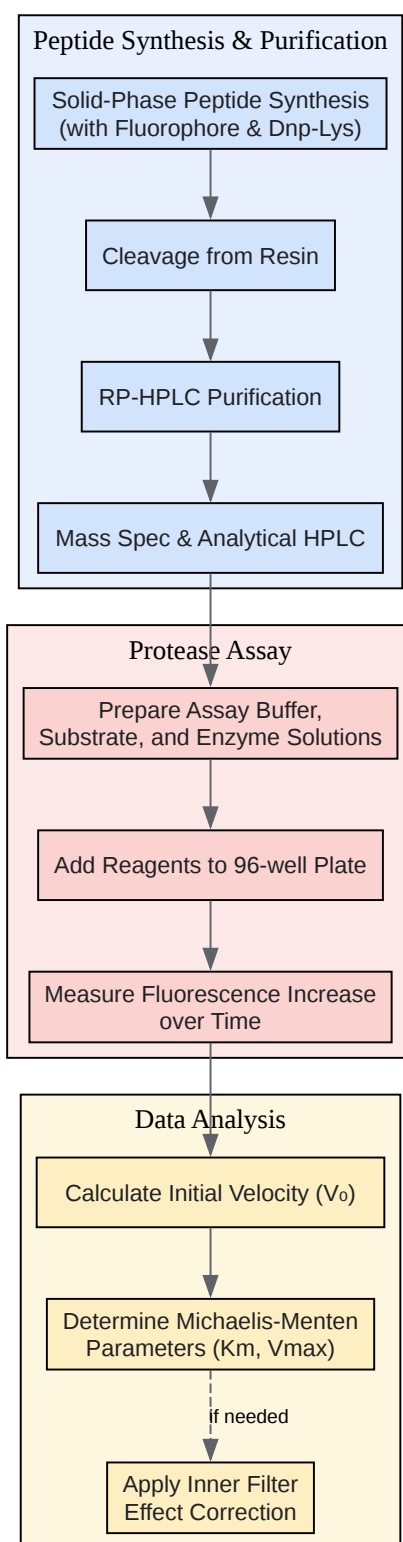 Peptide Synthesis & Purification
Solid-Phase Peptide Synthesis
(with Fluorophore & Dnp-Lys)
Cleavage from Resin
RP-HPLC Purification
Mass Spec & Analytical HPLC
Protease Assay
Prepare Assay Buffer,
Substrate, and Enzyme Solutions
Add Reagents to 96-well Plate
Measure Fluorescence Increase
over Time
Data Analysis
Calculate Initial Velocity (V₀)
Determine Michaelis-Menten
Parameters (Km, Vmax)
if needed
Apply Inner Filter
Effect Correction